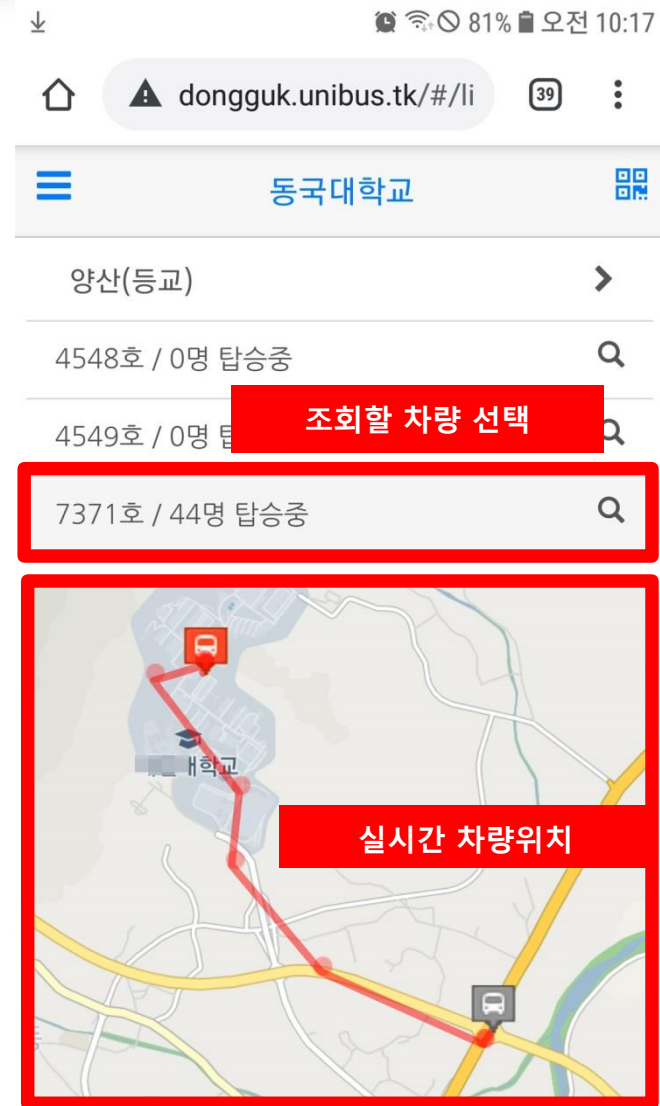 81% 오전 10:17
dongguk.unibus.tk/#/li 39
동국대학교
양산(등교)
4548호 / 0명 탑승중
조회할 차량 선택
4549호 / 0명
7371호 / 44명 탑승중
대학교
실시간 차량위치